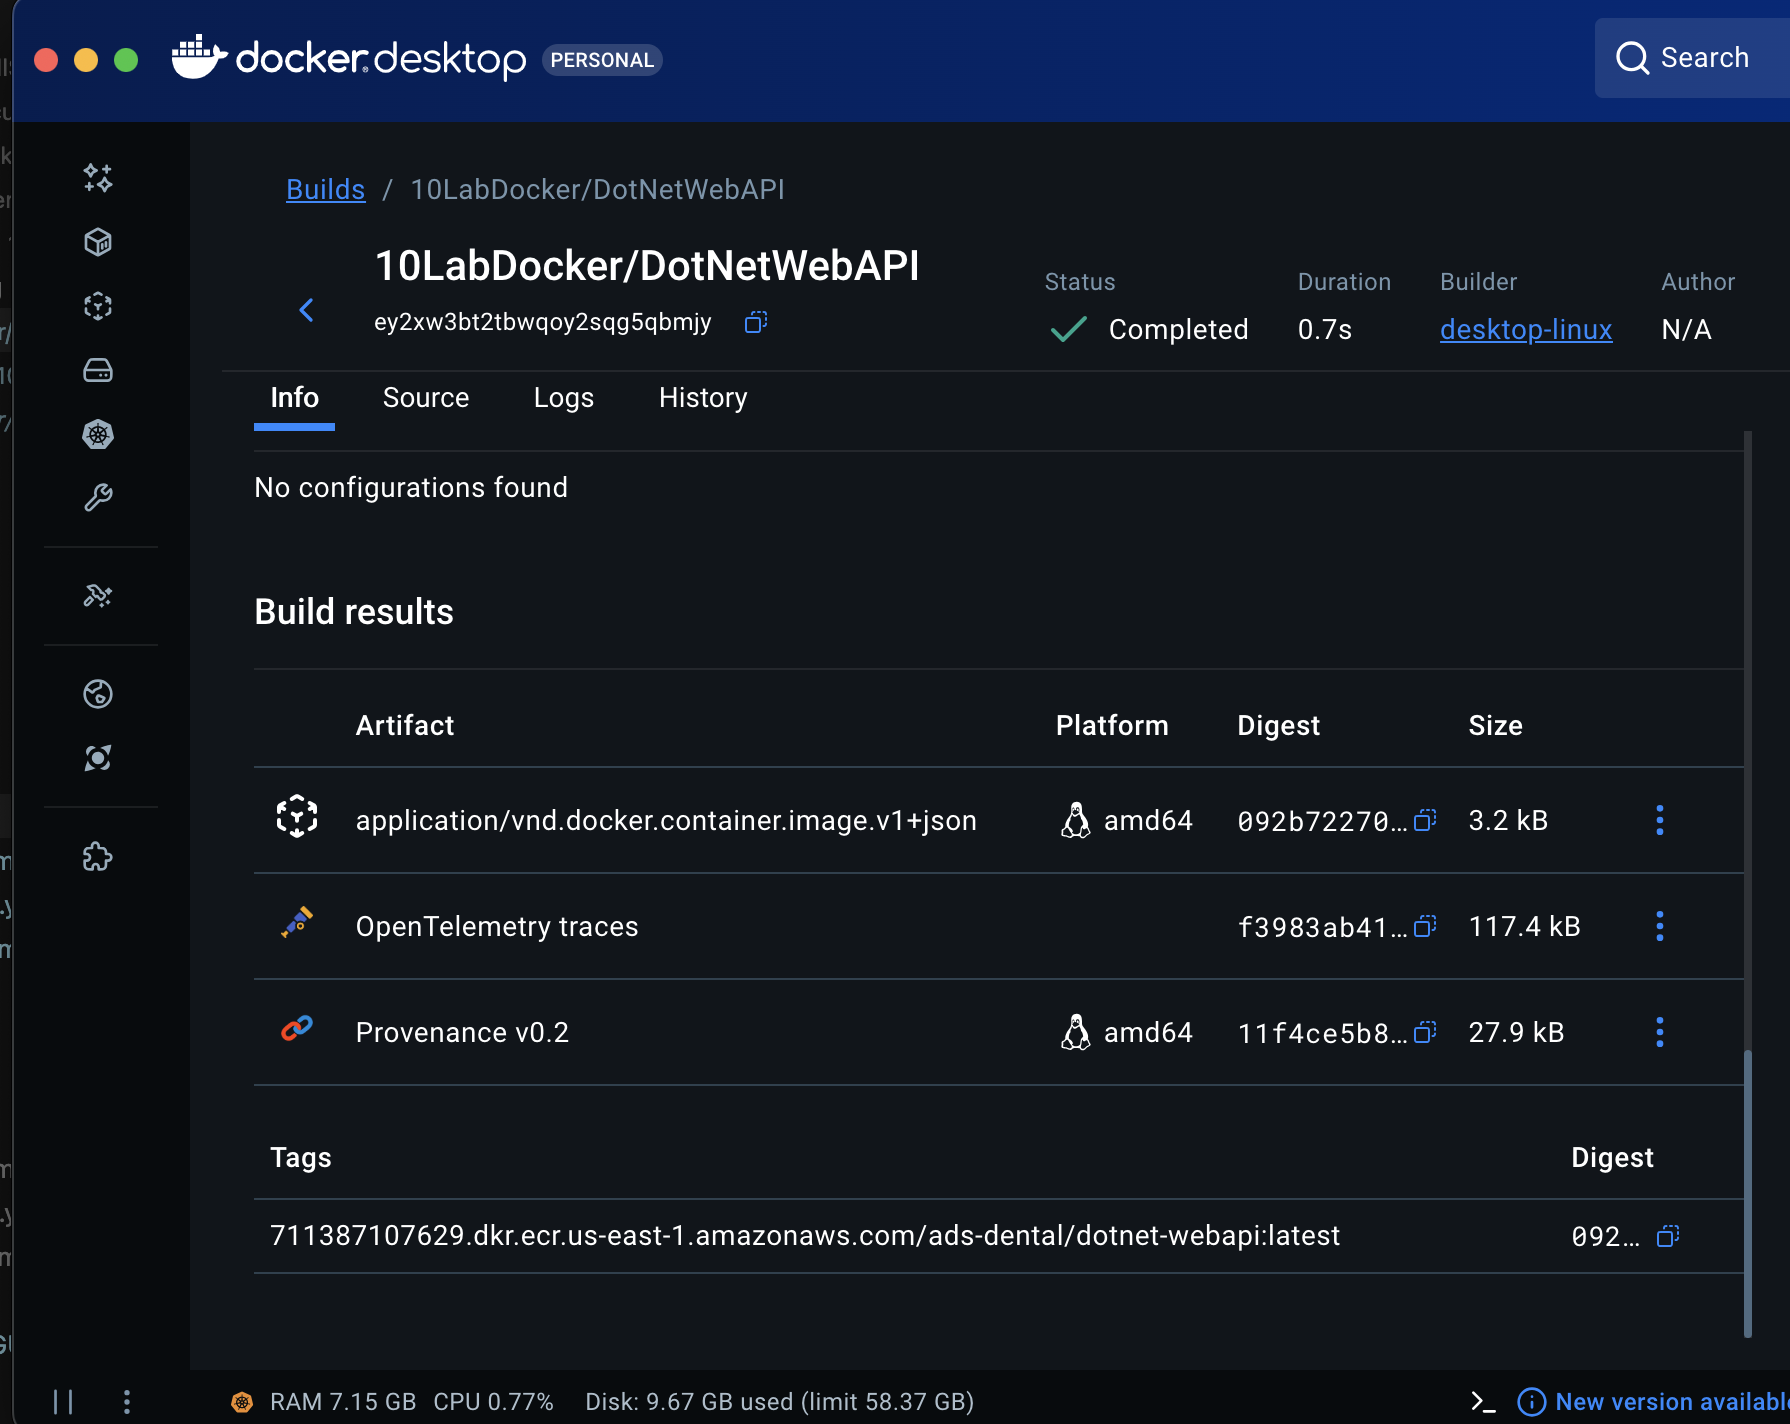 docker desktop PERSONAL
Search
Builds / 10LabDocker/DotNetWebAPI
10LabDocker/DotNetWebAPI
ey2xw3bt2tbwqoy2sqg5qbmjy
Status Duration Builder Author
Completed 0.7s desktop-linux N/A
Info Source Logs History
No configurations found
Build results
Artifact Platform Digest Size
application/vnd.docker.container.image.v1+json amd64 092b72270... 3.2 kB
OpenTelemetry traces f3983ab41... 117.4 kB
Provenance v0.2 amd64 11f4ce5b8... 27.9 kB
Tags Digest
711387107629.dkr.ecr.us-east-1.amazonaws.com/ads-dental/dotnet-webapi:latest 092...
RAM 7.15 GB CPU 0.77% Disk: 9.67 GB used (limit 58.37 GB) New version available